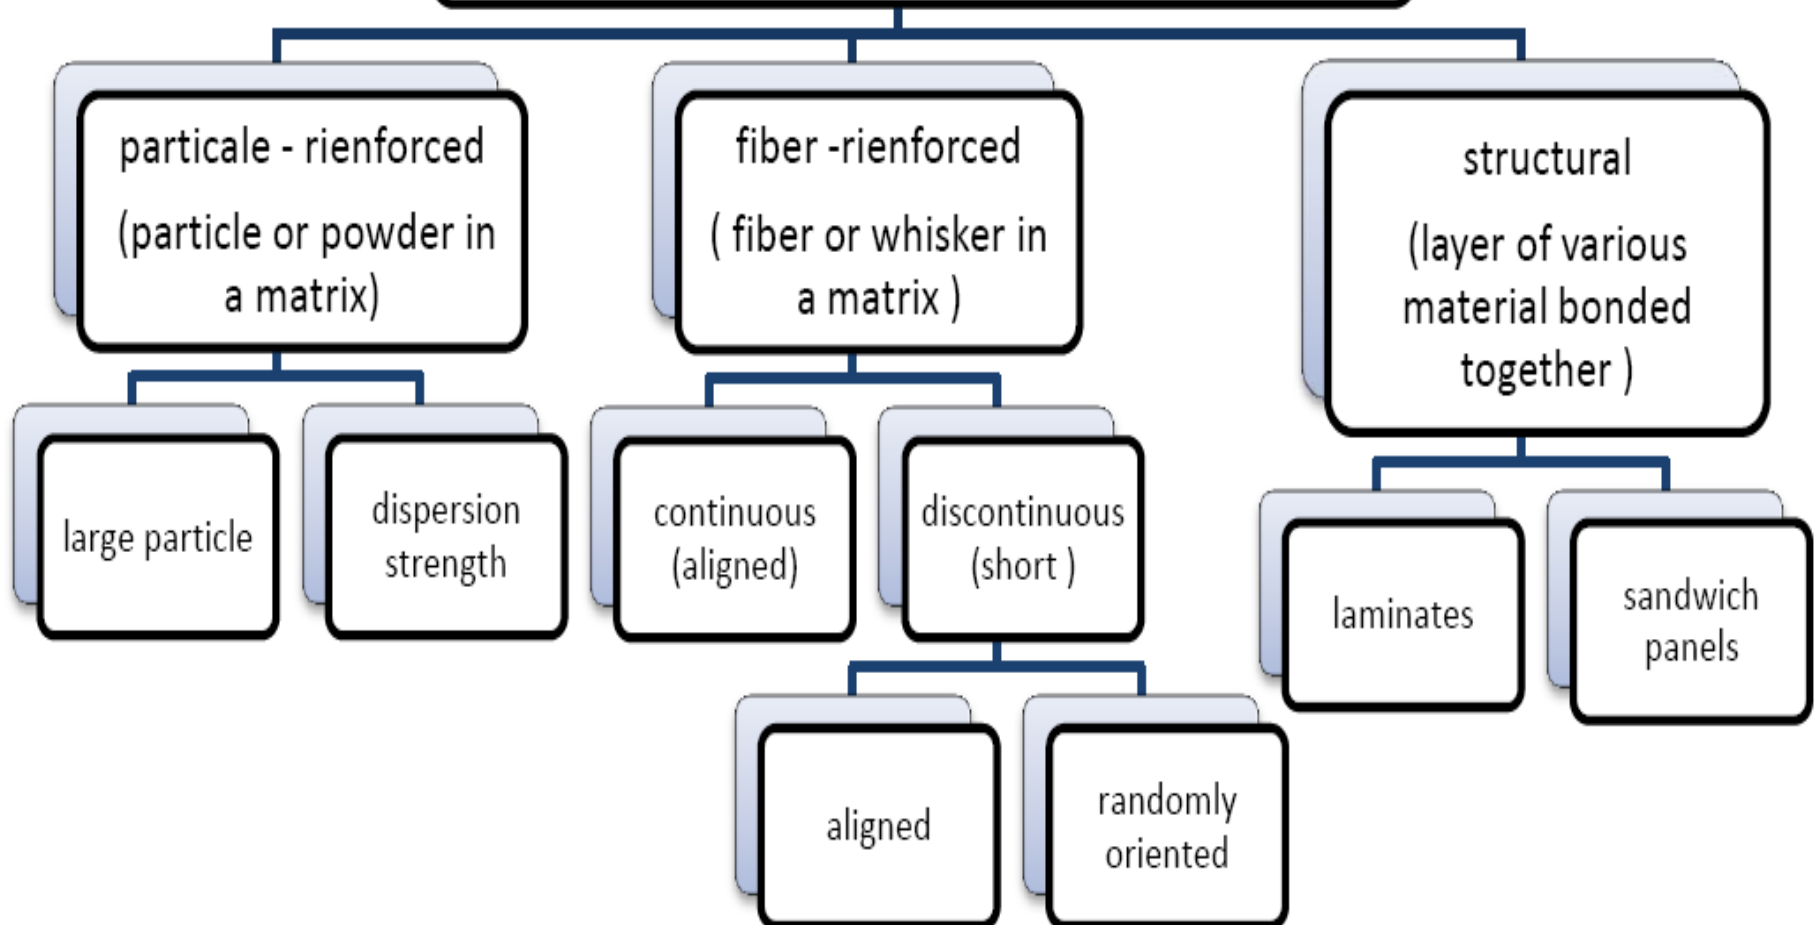 particale - rienforced
(particle or powder in
a matrix)
fiber -rienforced
( fiber or whisker in
a matrix )
structural
(layer of various
material bonded
together )
large particle
dispersion
strength
continuous
(aligned)
discontinuous
(short )
laminates
sandwich
panels
aligned
randomly
oriented